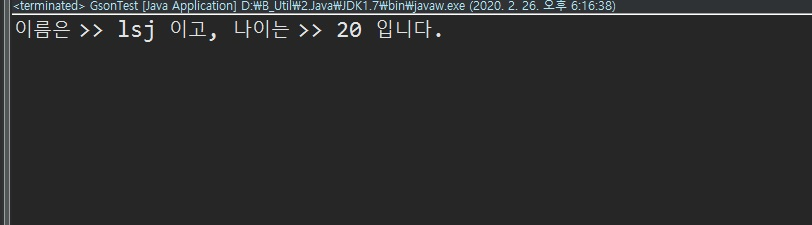 <terminated> GsonTest [Java Application] D:₩B_Util₩2.Java₩JDK1.7₩bin₩javaw.exe (2020. 2. 26. 오후 6:16:38)
이름은 >> lsj 이고, 나이는 >> 20 입니다.